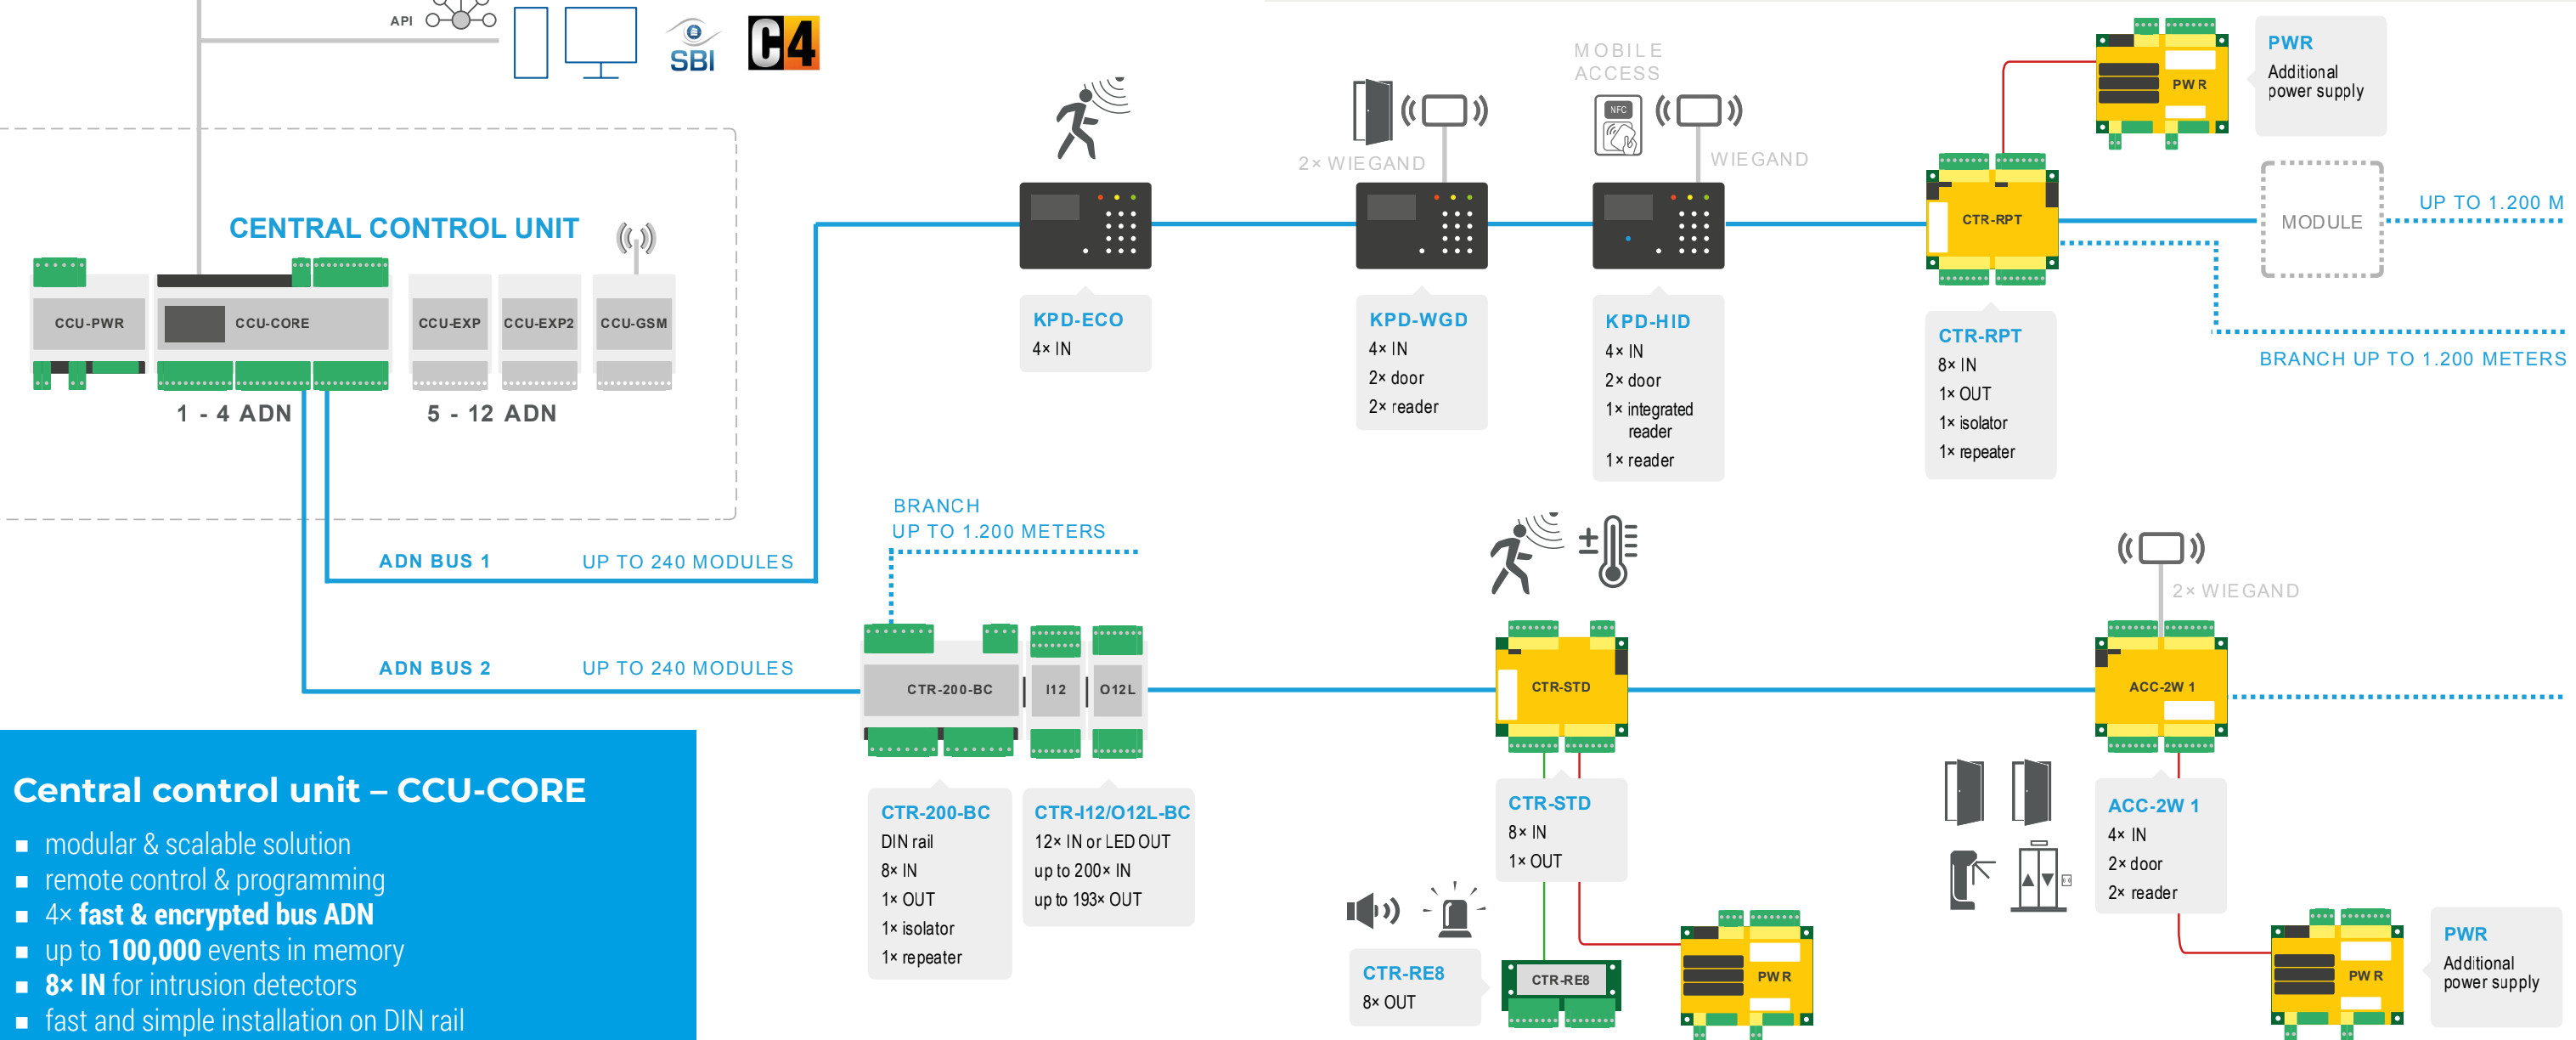 API
SBI
C4
MOBILE
ACCESS
NFC
2× WIEGAND
WIEGAND
PWR
PWR
Additional
power supply
CENTRAL CONTROL UNIT
CCU-PWR
CCU-CORE
CCU-EXP
CCU-EXP2
CCU-GSM
1 - 4 ADN
5 - 12 ADN
KPD-ECO
4× IN
KPD-WGD
4× IN
2× door
2× reader
KPD-HID
4× IN
2× door
1× integrated
reader
1× reader
CTR-RPT
CTR-RPT
8× IN
1× OUT
1× isolator
1× repeater
MODULE
UP TO 1.200 M
BRANCH UP TO 1.200 METERS
ADN BUS 1
UP TO 240 MODULES
ADN BUS 2
UP TO 240 MODULES
BRANCH
UP TO 1.200 METERS
CTR-200-BC
I12
O12L
CTR-200-BC
DIN rail
8× IN
1× OUT
1× isolator
1× repeater
CTR-I12/O12L-BC
12× IN or LED OUT
up to 200× IN
up to 193× OUT
CTR-STD
CTR-STD
8× IN
1× OUT
CTR-RE8
8× OUT
CTR-RE8
PWR
2× WIEGAND
ACC-2W 1
ACC-2W 1
4× IN
2× door
2× reader
PWR
PWR
Additional
power supply
Central control unit – CCU-CORE
▪ modular & scalable solution
▪ remote control & programming
▪ 4× fast & encrypted bus ADN
▪ up to 100,000 events in memory
▪ 8× IN for intrusion detectors
▪ fast and simple installation on DIN rail